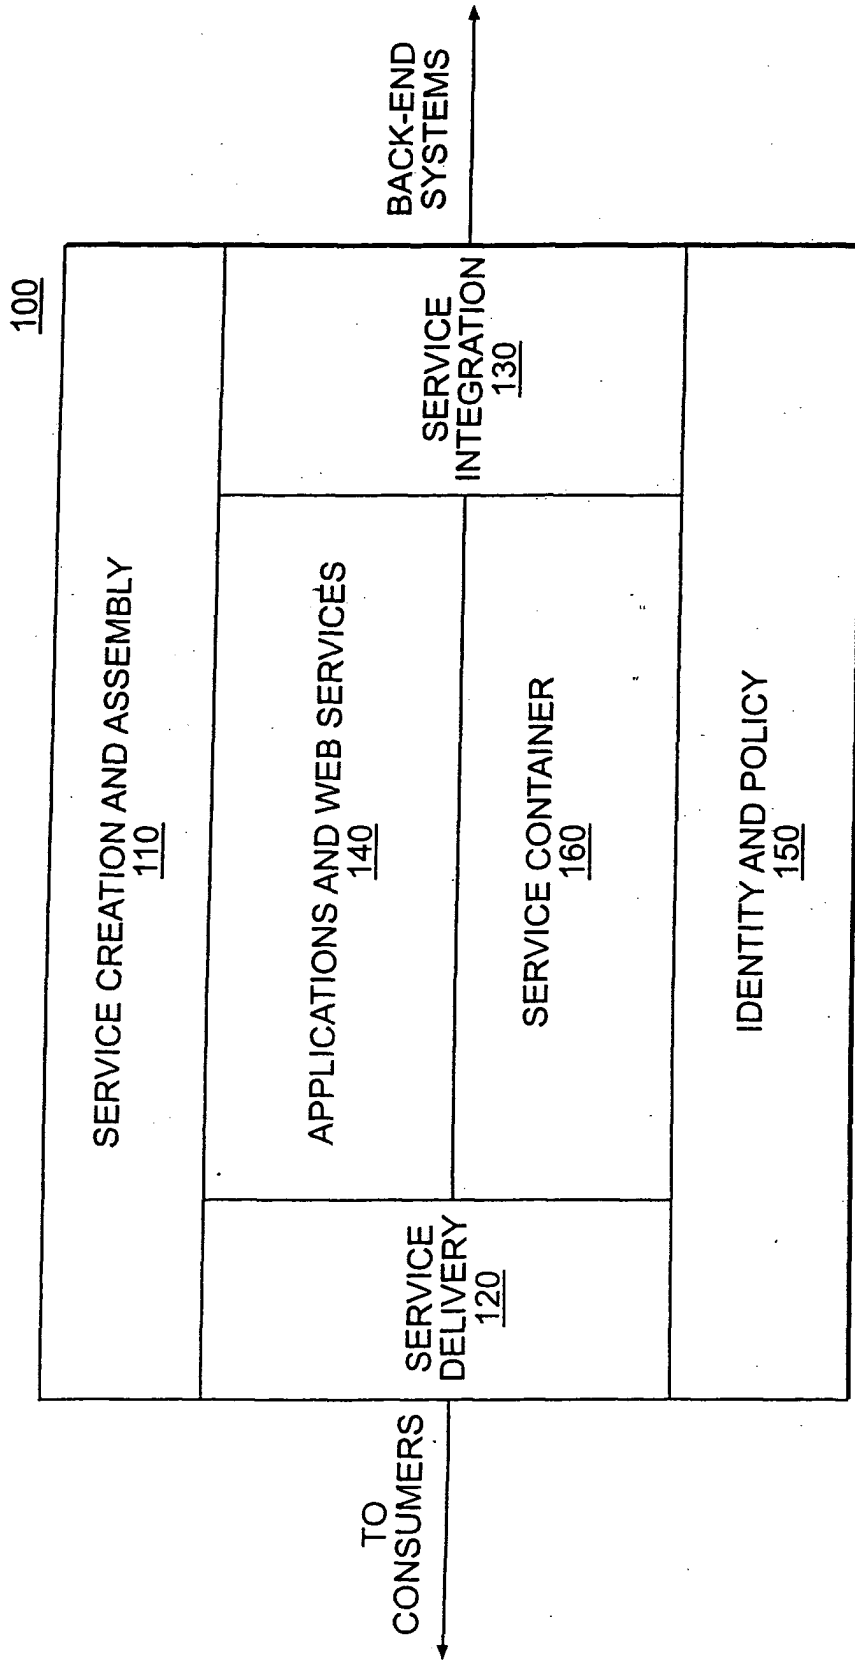 100
SERVICE CREATION AND ASSEMBLY
110
TO
CONSUMERS
SERVICE
DELIVERY
120
APPLICATIONS AND WEB SERVICES
140
SERVICE CONTAINER
160
SERVICE
INTEGRATION
130
BACK-END
SYSTEMS
IDENTITY AND POLICY
150